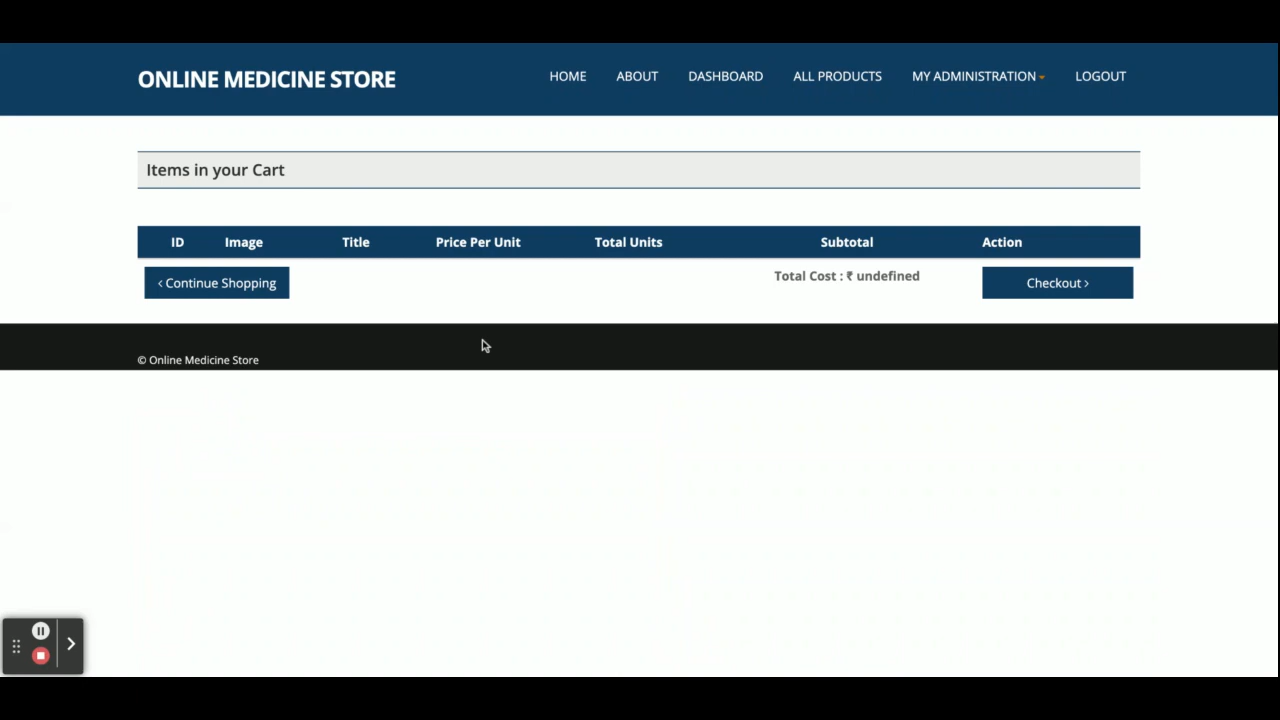 ONLINE MEDICINE STORE
HOME ABOUT DASHBOARD ALL PRODUCTS MY ADMINISTRATION LOGOUT
Items in your Cart
ID Image Title Price Per Unit Total Units Subtotal Action
‹ Continue Shopping Total Cost : ₹ undefined Checkout ›
© Online Medicine Store